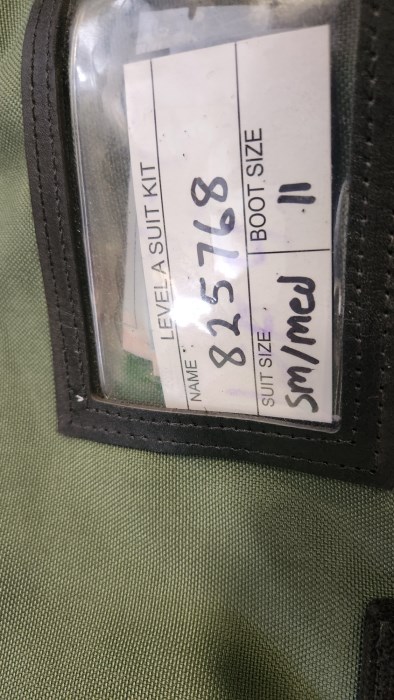 LEVEL A SUIT KIT
NAME: 825768
SUIT SIZE BOOT SIZE
sm/med 11